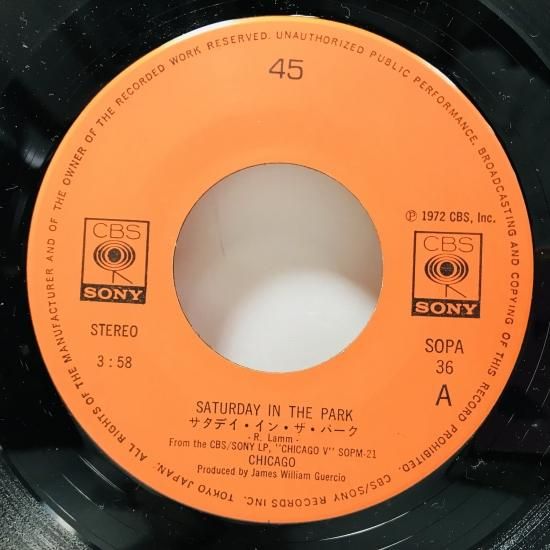 ALL RIGHTS OF THE MANUFACTURER AND OF THE OWNER OF THE RECORDED WORK RESERVED. UNAUTHORIZED PUBLIC PERFORMANCE, BROADCASTING AND COPYING OF THIS RECORD PROHIBITED. CBS/SONY RECORDS INC. TOKYO JAPAN.
45
℗ 1972 CBS, Inc.
CBS
SONY
CBS
SONY
STEREO
3:58
SOPA
36
A
SATURDAY IN THE PARK
サタデイ・イン・ザ・パーク
- R. Lamm -
From the CBS/SONY LP, "CHICAGO V" SOPM-21
CHICAGO
Produced by James William Guercio